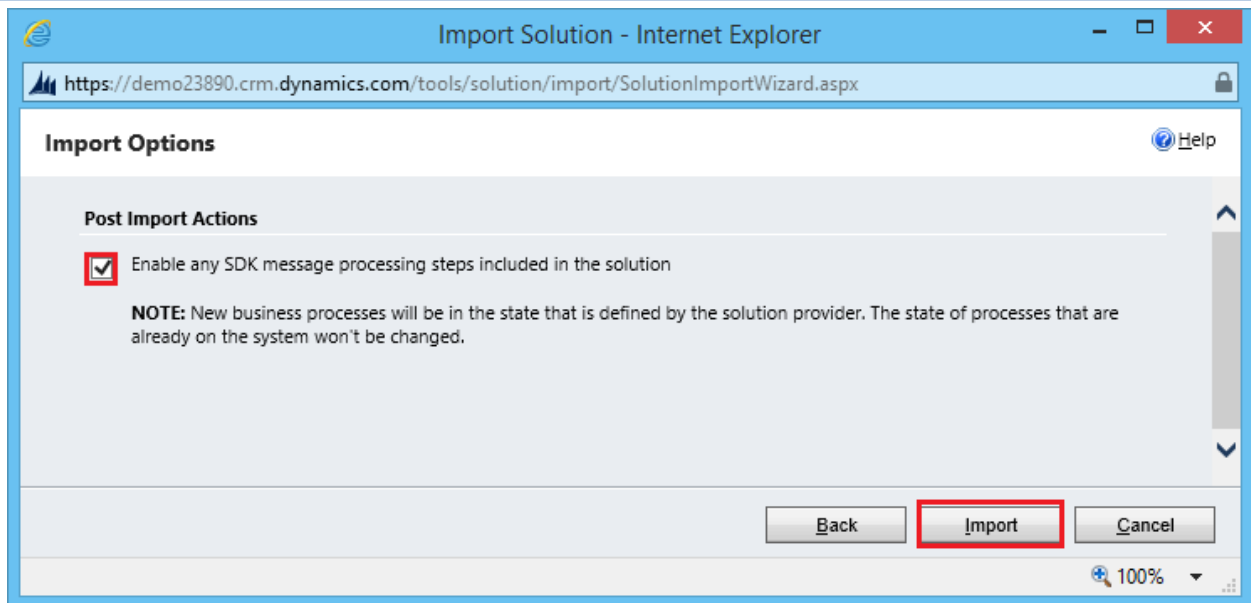 Import Solution - Internet Explorer
https://demo23890.crm.dynamics.com/tools/solution/import/SolutionImportWizard.aspx
Import Options
Help
Post Import Actions
Enable any SDK message processing steps included in the solution
NOTE: New business processes will be in the state that is defined by the solution provider. The state of processes that are
already on the system won't be changed.
Back Import Cancel
100%